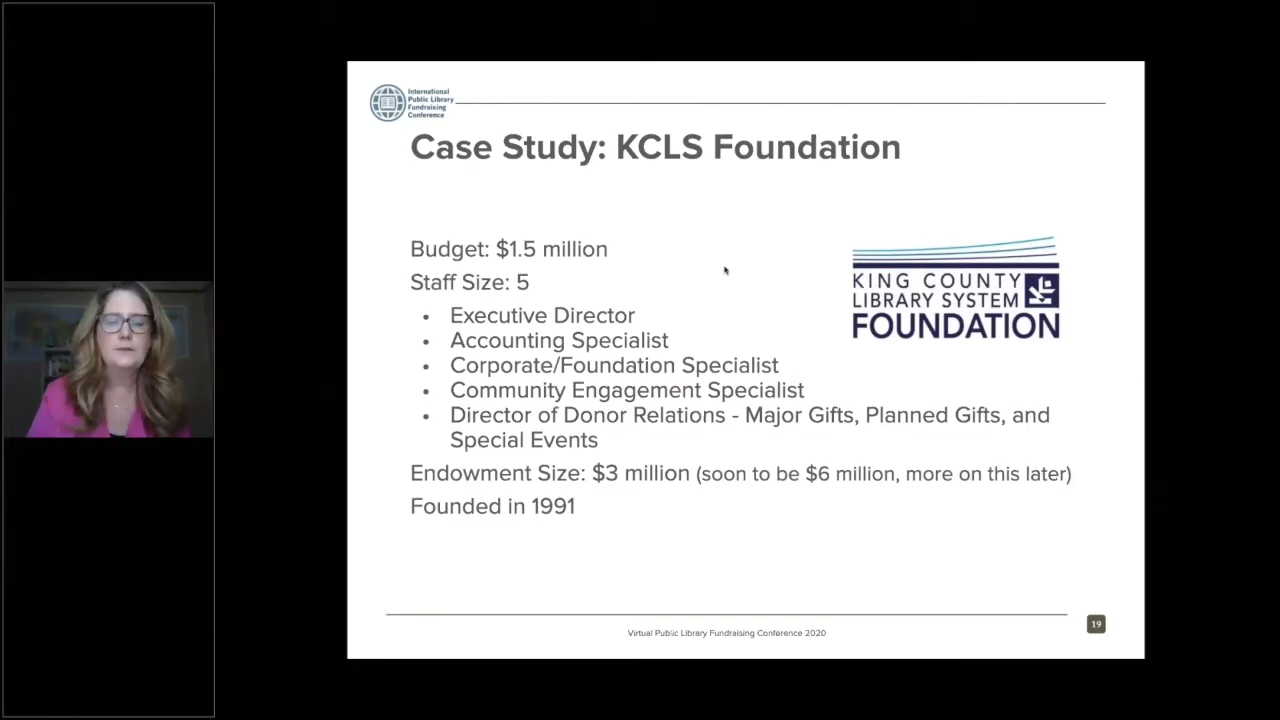 International
Public Library
Fundraising
Conference
Case Study: KCLS Foundation
Budget: $1.5 million
Staff Size: 5
• Executive Director
• Accounting Specialist
• Corporate/Foundation Specialist
• Community Engagement Specialist
• Director of Donor Relations - Major Gifts, Planned Gifts, and
Special Events
Endowment Size: $3 million (soon to be $6 million, more on this later)
Founded in 1991
KING COUNTY
LIBRARY SYSTEM
FOUNDATION
Virtual Public Library Fundraising Conference 2020
19